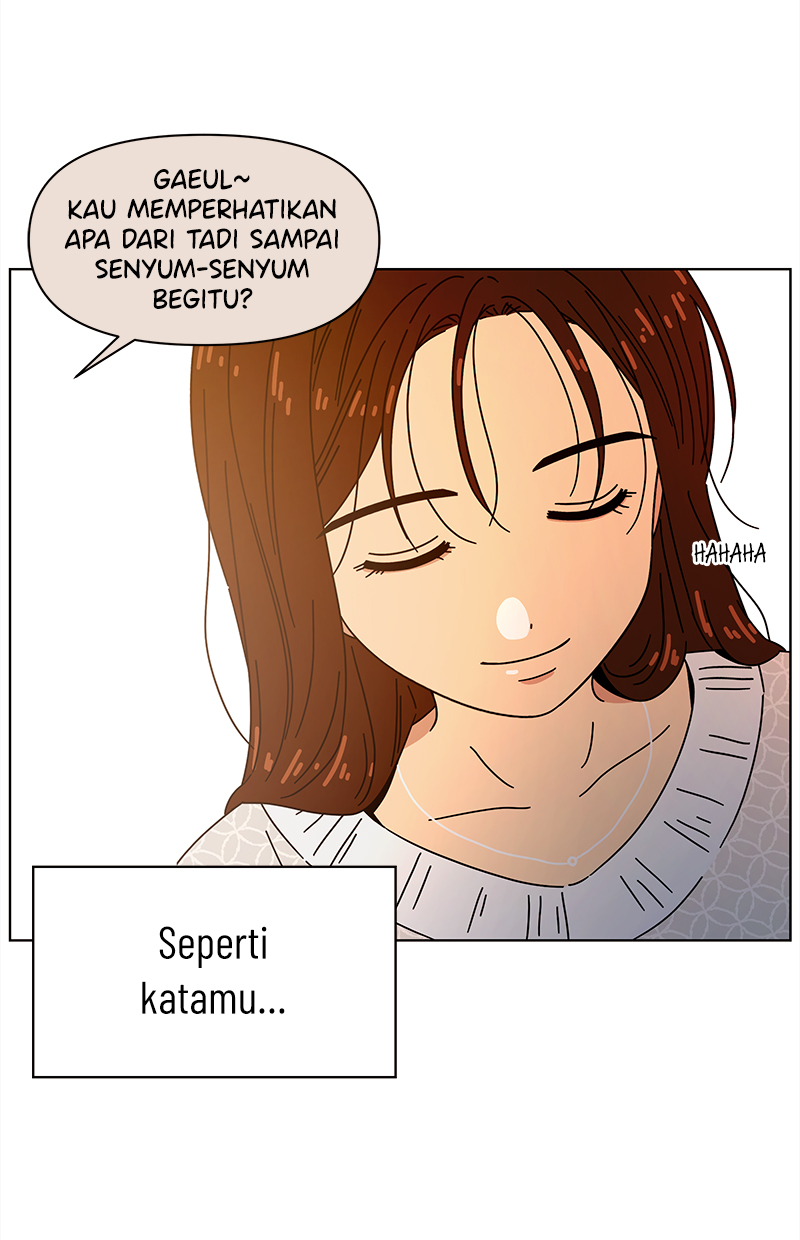 GAEUL~
KAU MEMPERHATIKAN
APA DARI TADI SAMPAI
SENYUM-SENYUM
BEGITU?
HAHAHA
Seperti
katamu...